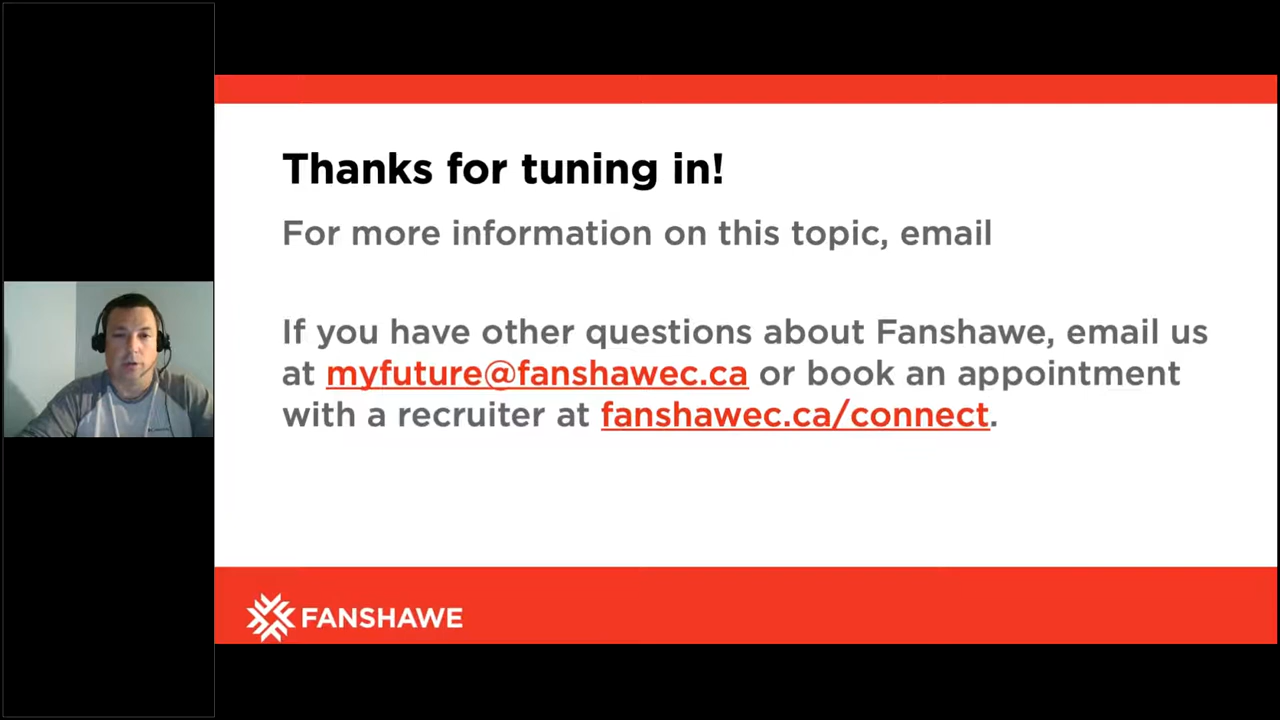 Thanks for tuning in!
For more information on this topic, email
If you have other questions about Fanshawe, email us
at myfuture@fanshawec.ca or book an appointment
with a recruiter at fanshawec.ca/connect.
FANSHAWE